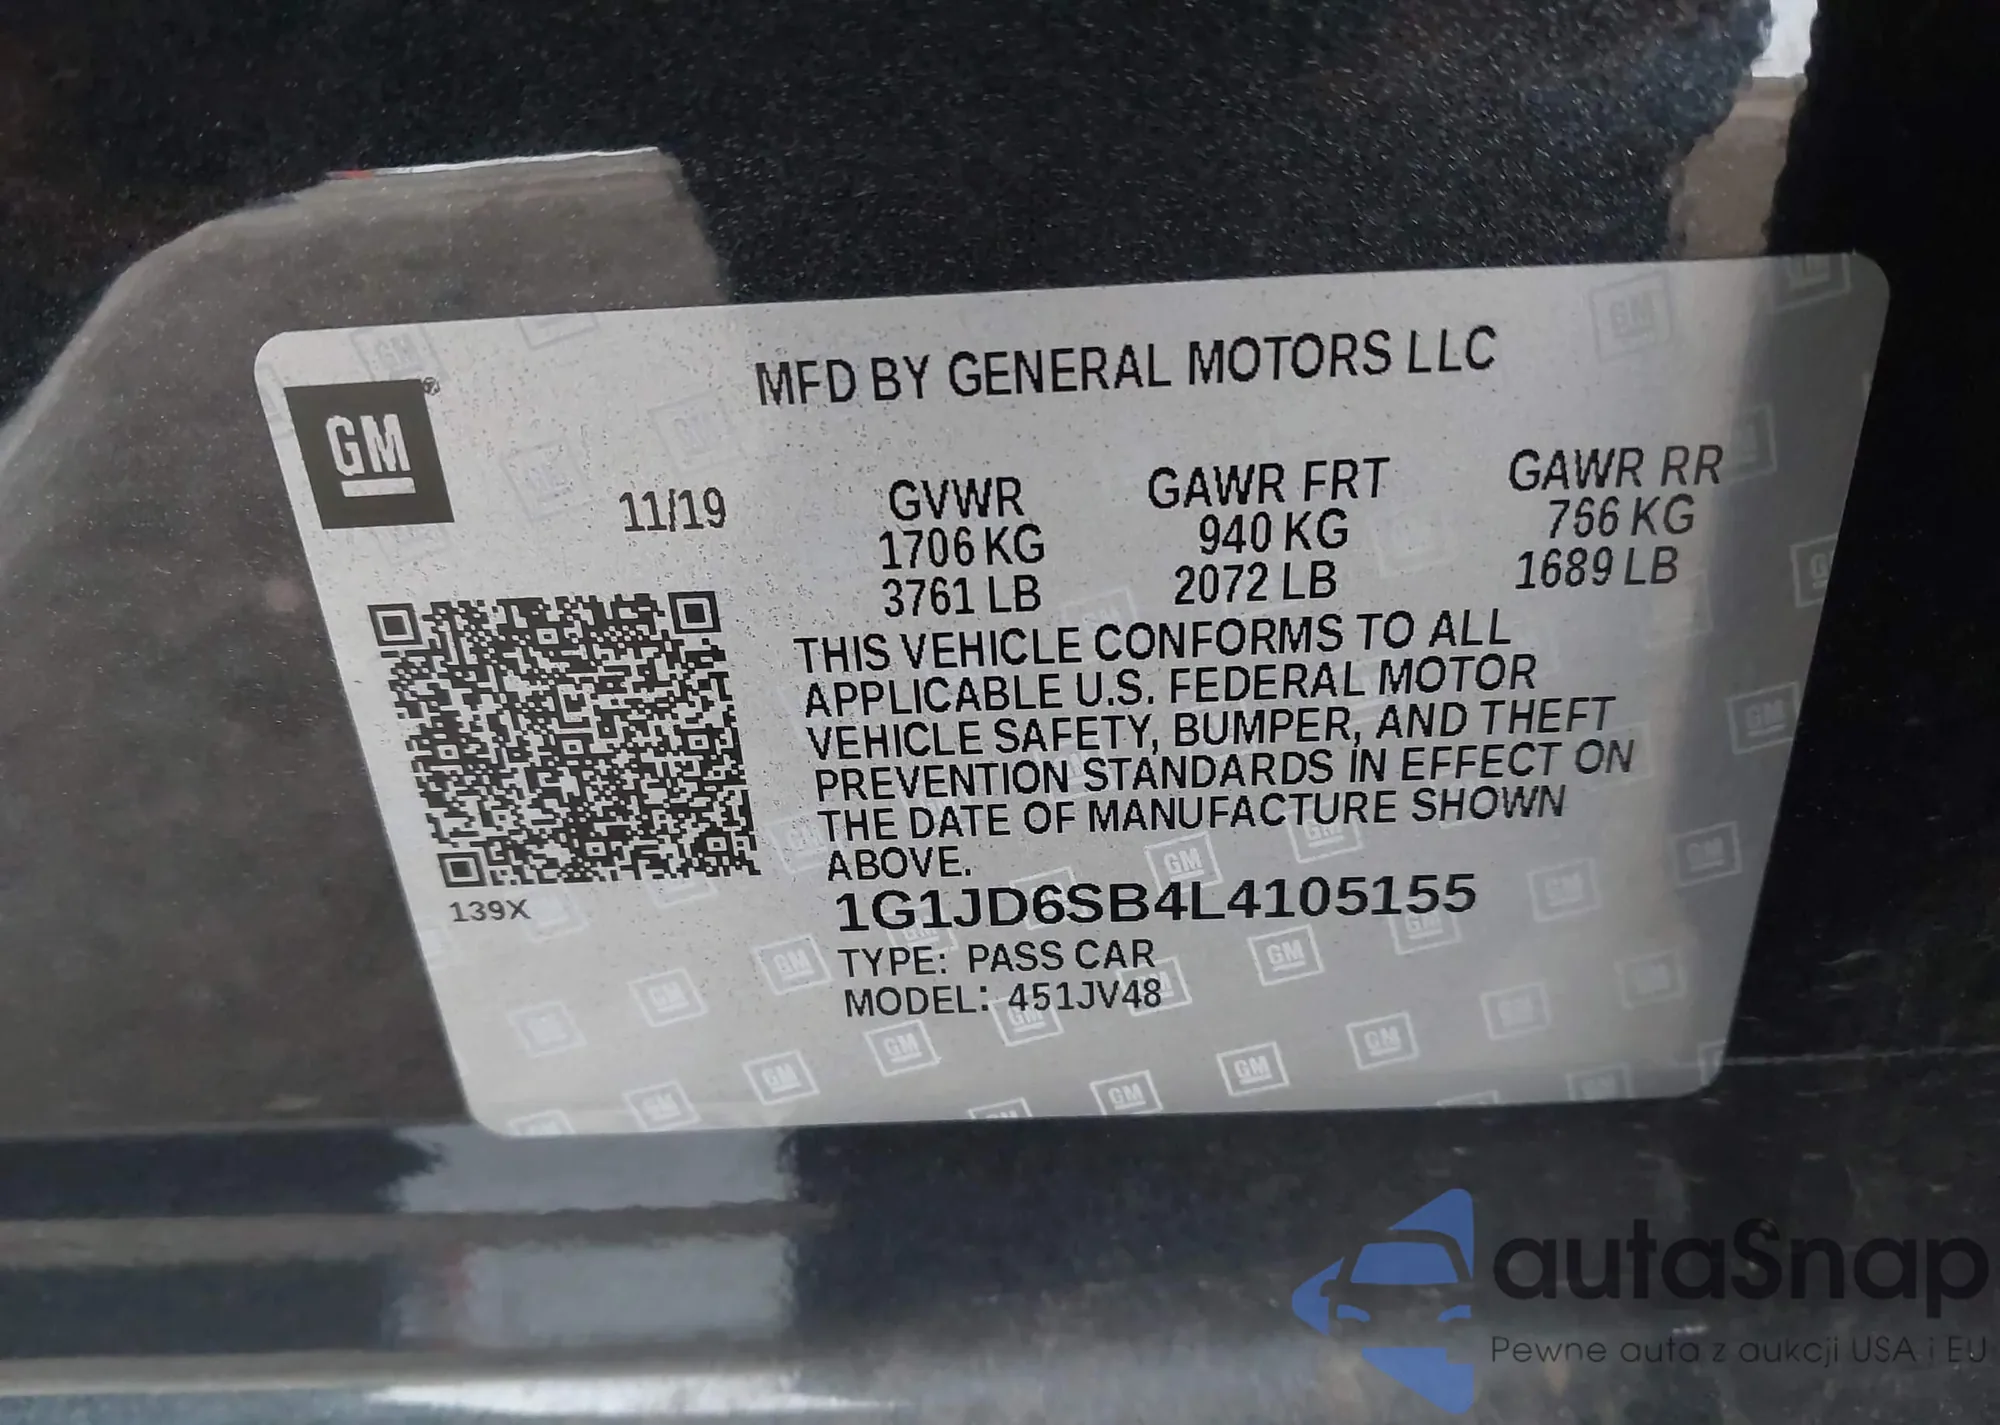 MFD BY GENERAL MOTORS LLC
GM®
11/19
GVWR GAWR FRT GAWR RR
1706 KG 940 KG 766 KG
3761 LB 2072 LB 1689 LB
THIS VEHICLE CONFORMS TO ALL
APPLICABLE U.S. FEDERAL MOTOR
VEHICLE SAFETY, BUMPER, AND THEFT
PREVENTION STANDARDS IN EFFECT ON
THE DATE OF MANUFACTURE SHOWN
ABOVE.
139X
1G1JD6SB4L4105155
TYPE: PASS CAR
MODEL: 451JV48
autaSnap
Pewne auta z aukcji USA i EU